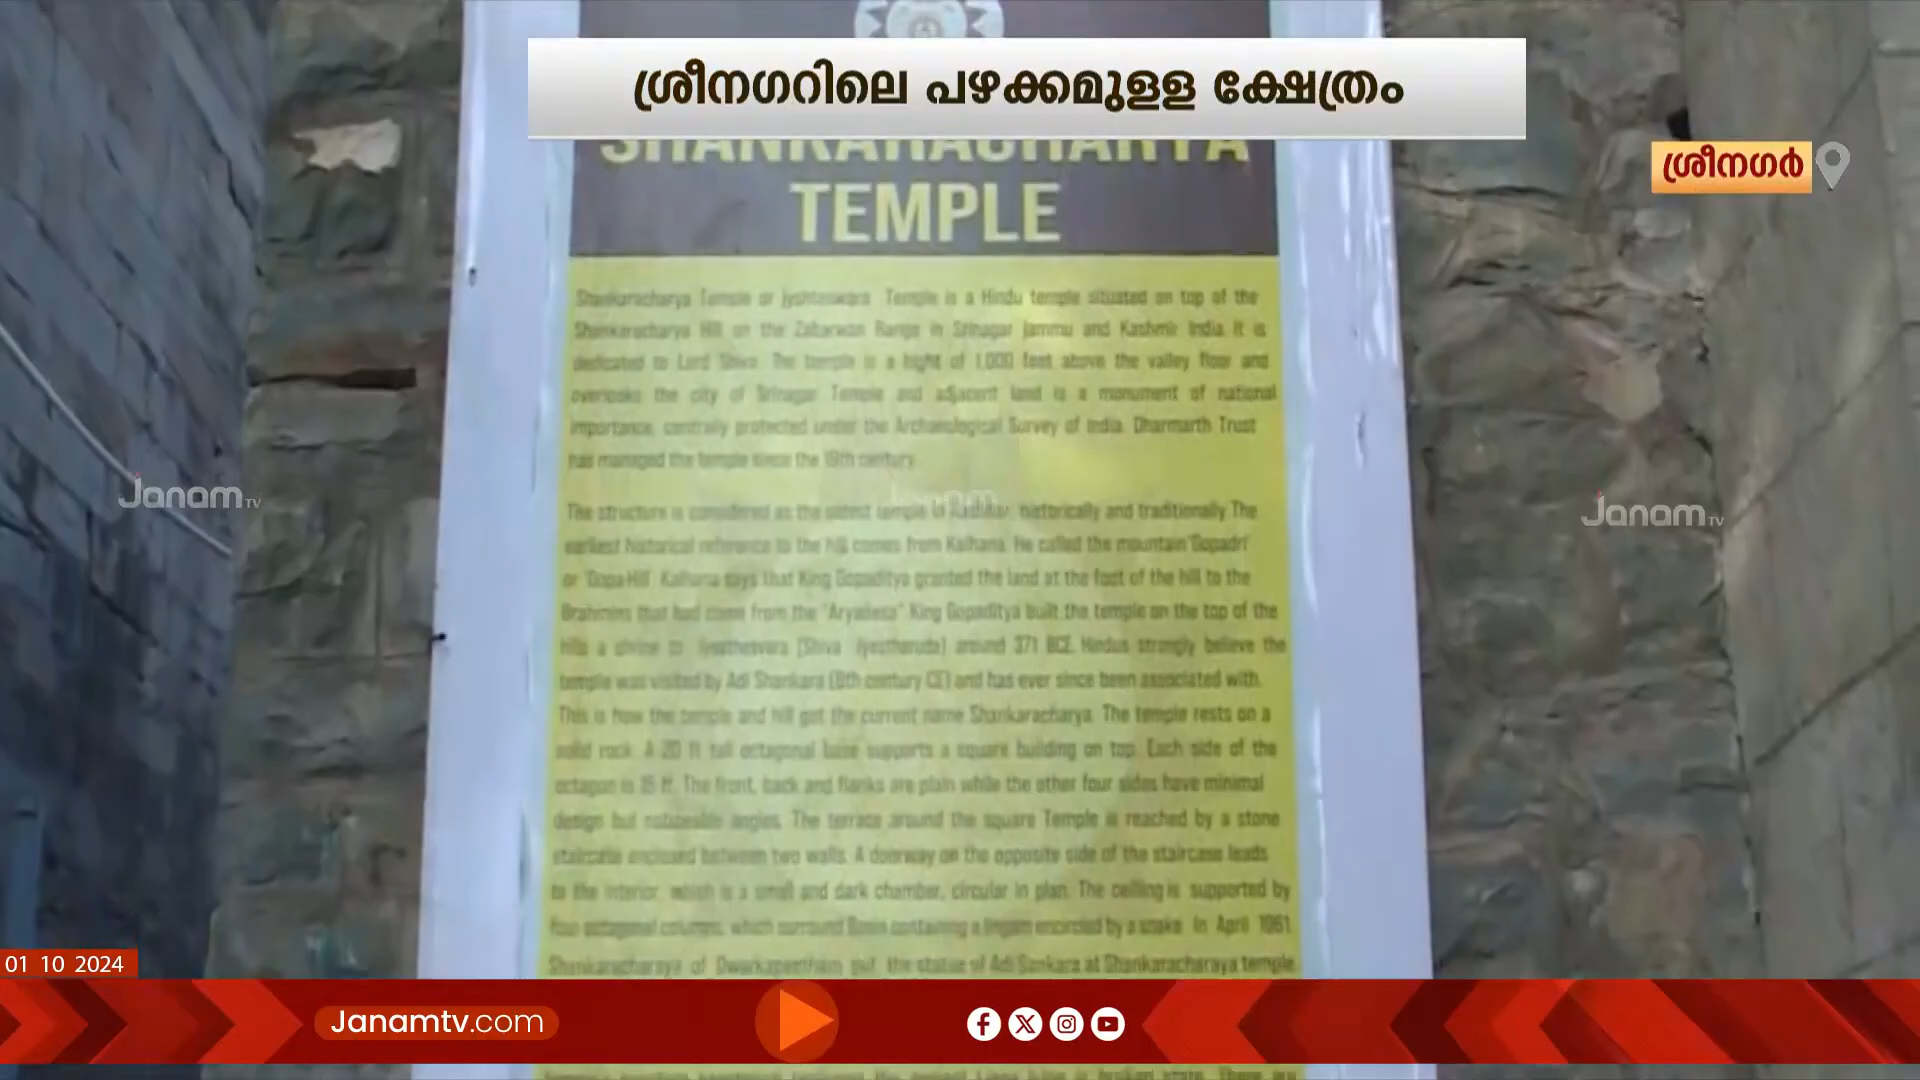 ശ്രീനഗറിലെ പഴക്കമുളള ക്ഷേത്രം
ശ്രീനഗർ
SHANKARACHARYA
TEMPLE
Shankaracharya Temple or Jyshtaswara Temple is a Hindu temple situated on top of the
Shankaracharya Hill on the Zabarwan Range in Srinagar Jammu and Kashmir India. It is
dedicated to Lord Shiva. The temple is a hight of 1,000 feet above the valley floor and
overlooks the city of Srinagar Temple and adjacent land is a monument of national
importance, centrally protected under the Archaeological Survey of India. Dharmarth Trust
has managed the temple since the 19th century.
The structure is considered as the oldest temple in historically and traditionally. The
earliest historical reference to the hill comes from Kalhana. He called the mountain 'Gopadri'
or 'Gopa Hill'. Kalhana says that King Gopaditya granted the land at the foot of the hill to the
Brahmins that had come from the "Aryadesa" King Gopaditya built the temple on the top of the
hills a shrine to around 371 BCE. Hindus strongly believe the
temple was visited by Adi Shankara (8th century CE) and has ever since been associated with.
This is how the temple and hill got the current name Shankaracharya. The temple rests on a
solid rock. A 20 ft tall octagonal base supports a square building on top. Each side of the
octagon is 15 ft. The front, back and flanks are plain while the other four sides have minimal
design but noticeable angles. The terrace around the square Temple is reached by a stone
staircase enclosed between two walls. A doorway on the opposite side of the staircase leads
to the interior, which is a small and dark chamber, circular in plan. The ceiling is supported by
four octagonal columns, which surround containing a lingam encircled by a snake. In April 1961
Shankaracharaya of Dwarkapeetham put the statue of Adi Sankara at Shankaracharaya temple
Janam TV
Janam
Janam TV
01 10 2024
Janamtv.com